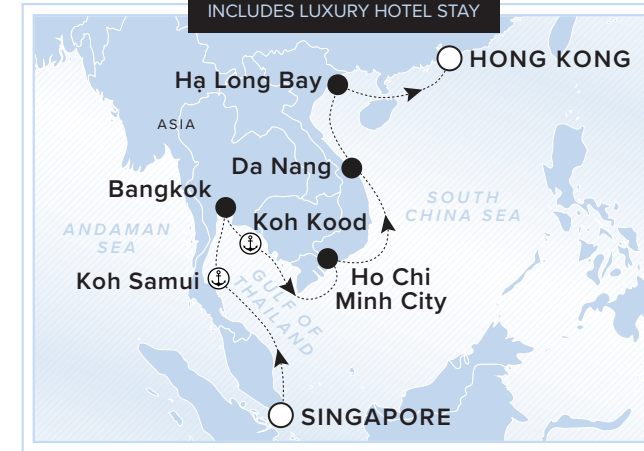 INCLUDES LUXURY HOTEL STAY
HONG KONG
Hạ Long Bay
ASIA
Da Nang
Bangkok
SOUTH
CHINA SEA
ANDAMAN
SEA
Koh Kood
Koh Samui
GULF OF
THAILAND
Ho Chi
Minh City
SINGAPORE